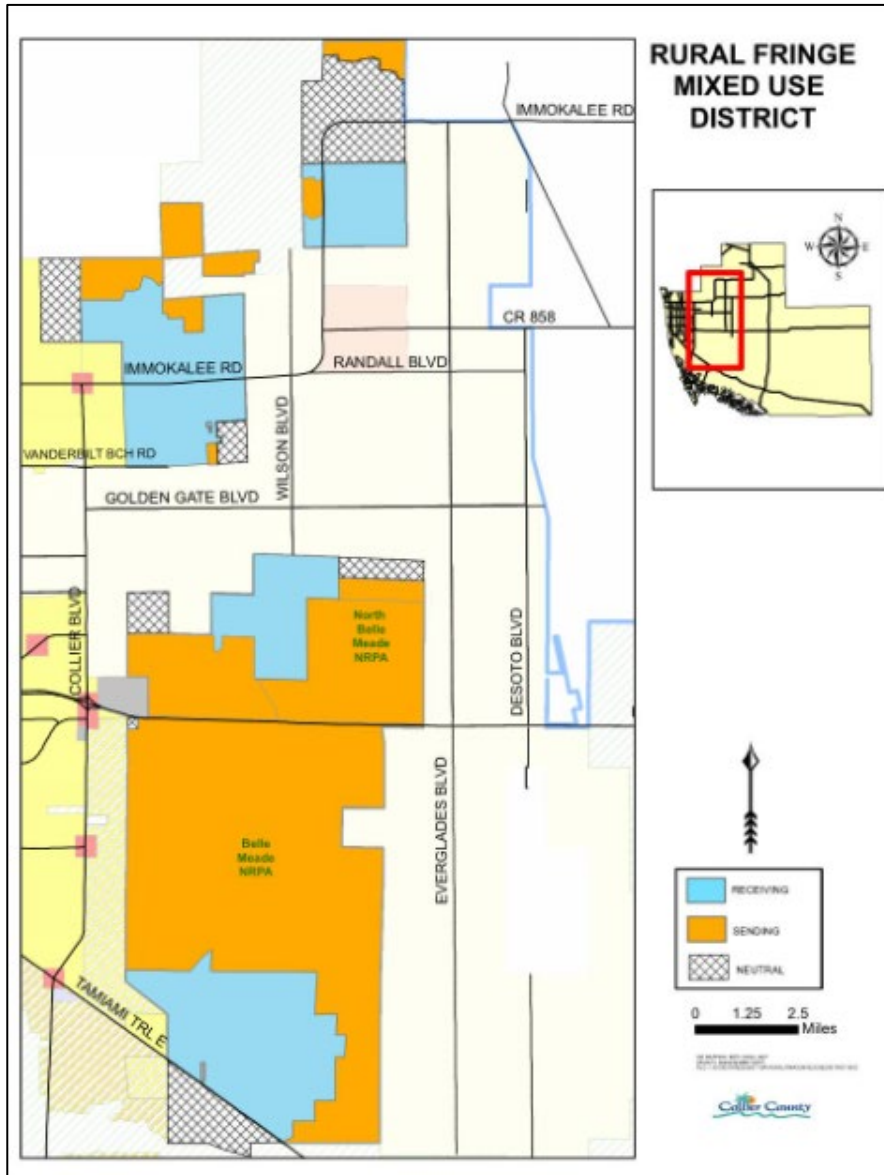 RURAL FRINGE
MIXED USE
DISTRICT
IMMOKALEE RD
N
W
E
S
CR 858
RANDALL BLVD
IMMOKALEE RD
WILSON BLVD
VANDERBILT BCH RD
GOLDEN GATE BLVD
North
Belle
Meade
NRPA
COLLIER BLVD
DESOTO BLVD
EVERGLADES BLVD
Belle
Meade
NRPA
TAMIAMI TRL E
RECEIVING
SENDING
NEUTRAL
0 1.25 2.5
Miles
Collier County